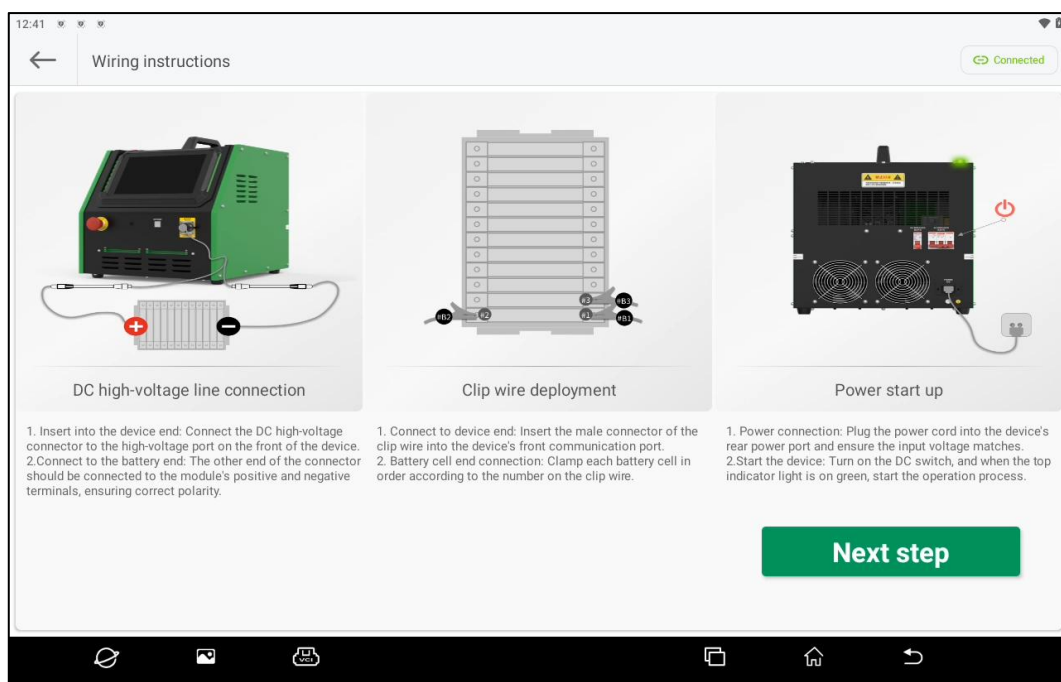 12:41
Wiring instructions
Connected
DC high-voltage line connection
1. Insert into the device end: Connect the DC high-voltage
connector to the high-voltage port on the front of the device.
2.Connect to the battery end: The other end of the connector
should be connected to the module's positive and negative
terminals, ensuring correct polarity.
#B2
#2
#3
#B3
#1
#B1
Clip wire deployment
1. Connect to device end: Insert the male connector of the
clip wire into the device's front communication port.
2. Battery cell end connection: Clamp each battery cell in
order according to the number on the clip wire.
Power start up
1. Power connection: Plug the power cord into the device's
rear power port and ensure the input voltage matches.
2.Start the device: Turn on the DC switch, and when the top
indicator light is on green, start the operation process.
Next step
VCI